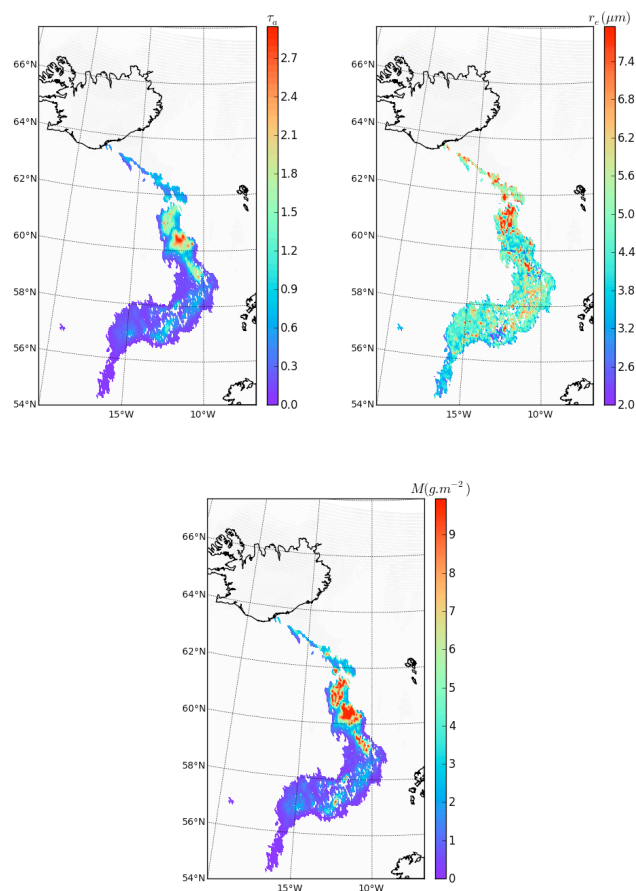 τ_a
66°N
64°N
62°N
60°N
58°N
56°N
54°N
15°W
10°W
2.7
2.4
2.1
1.8
1.5
1.2
0.9
0.6
0.3
0.0
r_e(μm)
66°N
64°N
62°N
60°N
58°N
56°N
54°N
15°W
10°W
7.4
6.8
6.2
5.6
5.0
4.4
3.8
3.2
2.6
2.0
M(g.m⁻²)
66°N
64°N
62°N
60°N
58°N
56°N
54°N
15°W
10°W
9
8
7
6
5
4
3
2
1
0